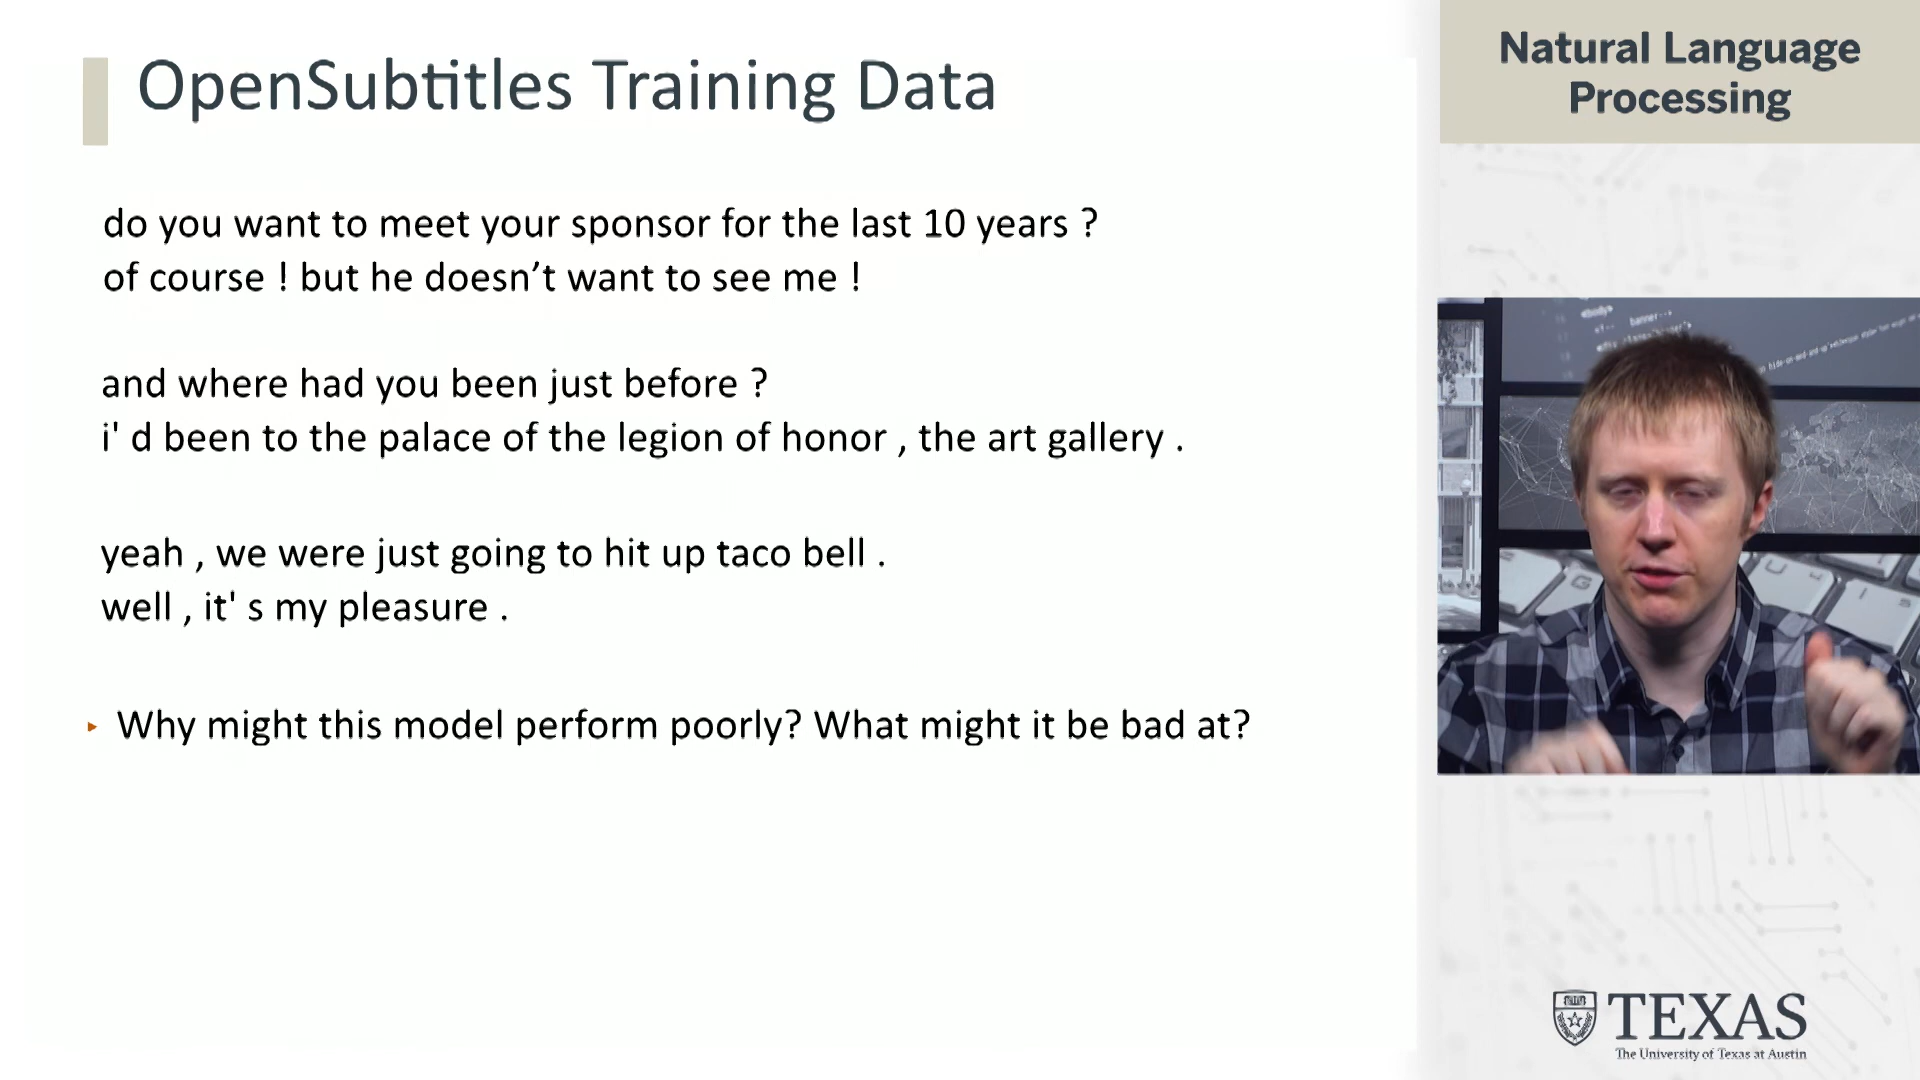 OpenSubtitles Training Data
do you want to meet your sponsor for the last 10 years ?
of course ! but he doesn’t want to see me !
and where had you been just before ?
i' d been to the palace of the legion of honor , the art gallery .
yeah , we were just going to hit up taco bell .
well , it' s my pleasure .
▸ Why might this model perform poorly? What might it be bad at?
Natural Language
Processing
TEXAS
The University of Texas at Austin